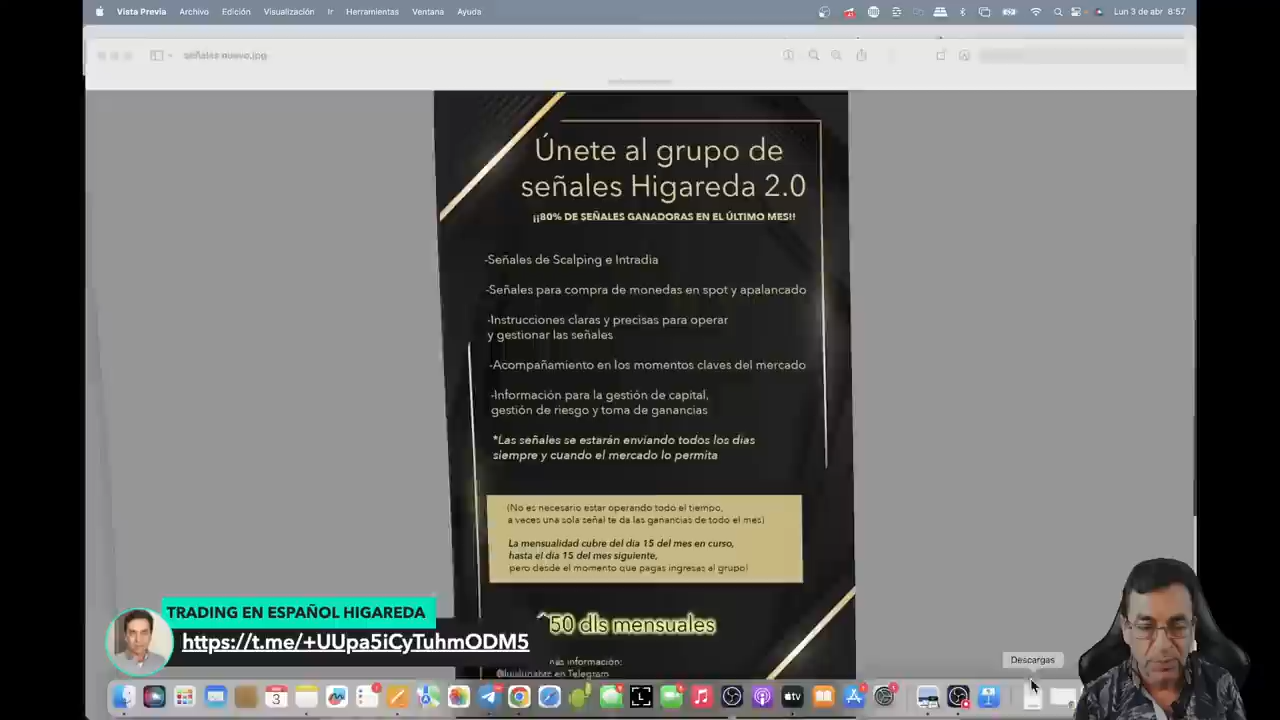 Vista Previa Archivo Edición Visualización Ir Herramientas Ventana Ayuda Lun 3 de abr 8:57
señales nuevo.jpg
Únete al grupo de
señales Higareda 2.0
¡¡80% DE SEÑALES GANADORAS EN EL ÚLTIMO MES!!
-Señales de Scalping e Intradia
-Señales para compra de monedas en spot y apalancado
-Instrucciones claras y precisas para operar
y gestionar las señales
-Acompañamiento en los momentos claves del mercado
-Información para la gestión de capital,
gestión de riesgo y toma de ganancias
*Las señales se estarán enviando todos los dias
siempre y cuando el mercado lo permita
(No es necesario estar operando todo el tiempo,
a veces una sola señal te da las ganancias de todo el mes)
La mensualidad cubre del dia 15 del mes en curso,
hasta el dia 15 del mes siguiente,
pero desde el momento que pagas ingresas al grupo)
50 dls mensuales
TRADING EN ESPAÑOL HIGAREDA
https://t.me/+UUpa5iCyTuhmODM5
más información:
en Telegram
Descargas